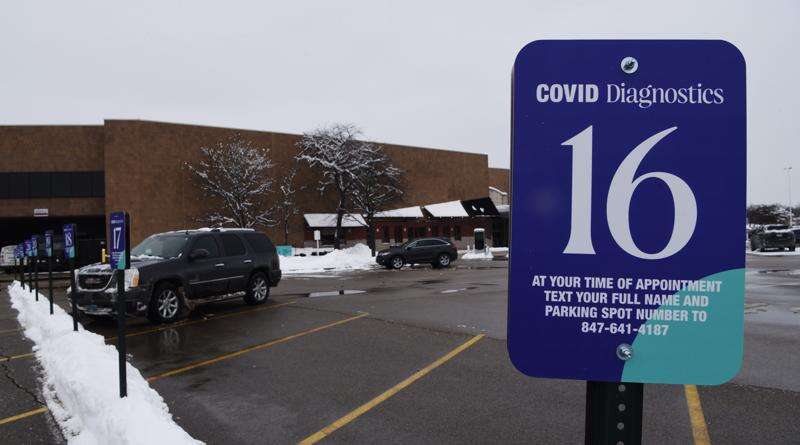 COVID Diagnostics
16
AT YOUR TIME OF APPOINTMENT
TEXT YOUR FULL NAME AND
PARKING SPOT NUMBER TO
847-641-4187
17
18